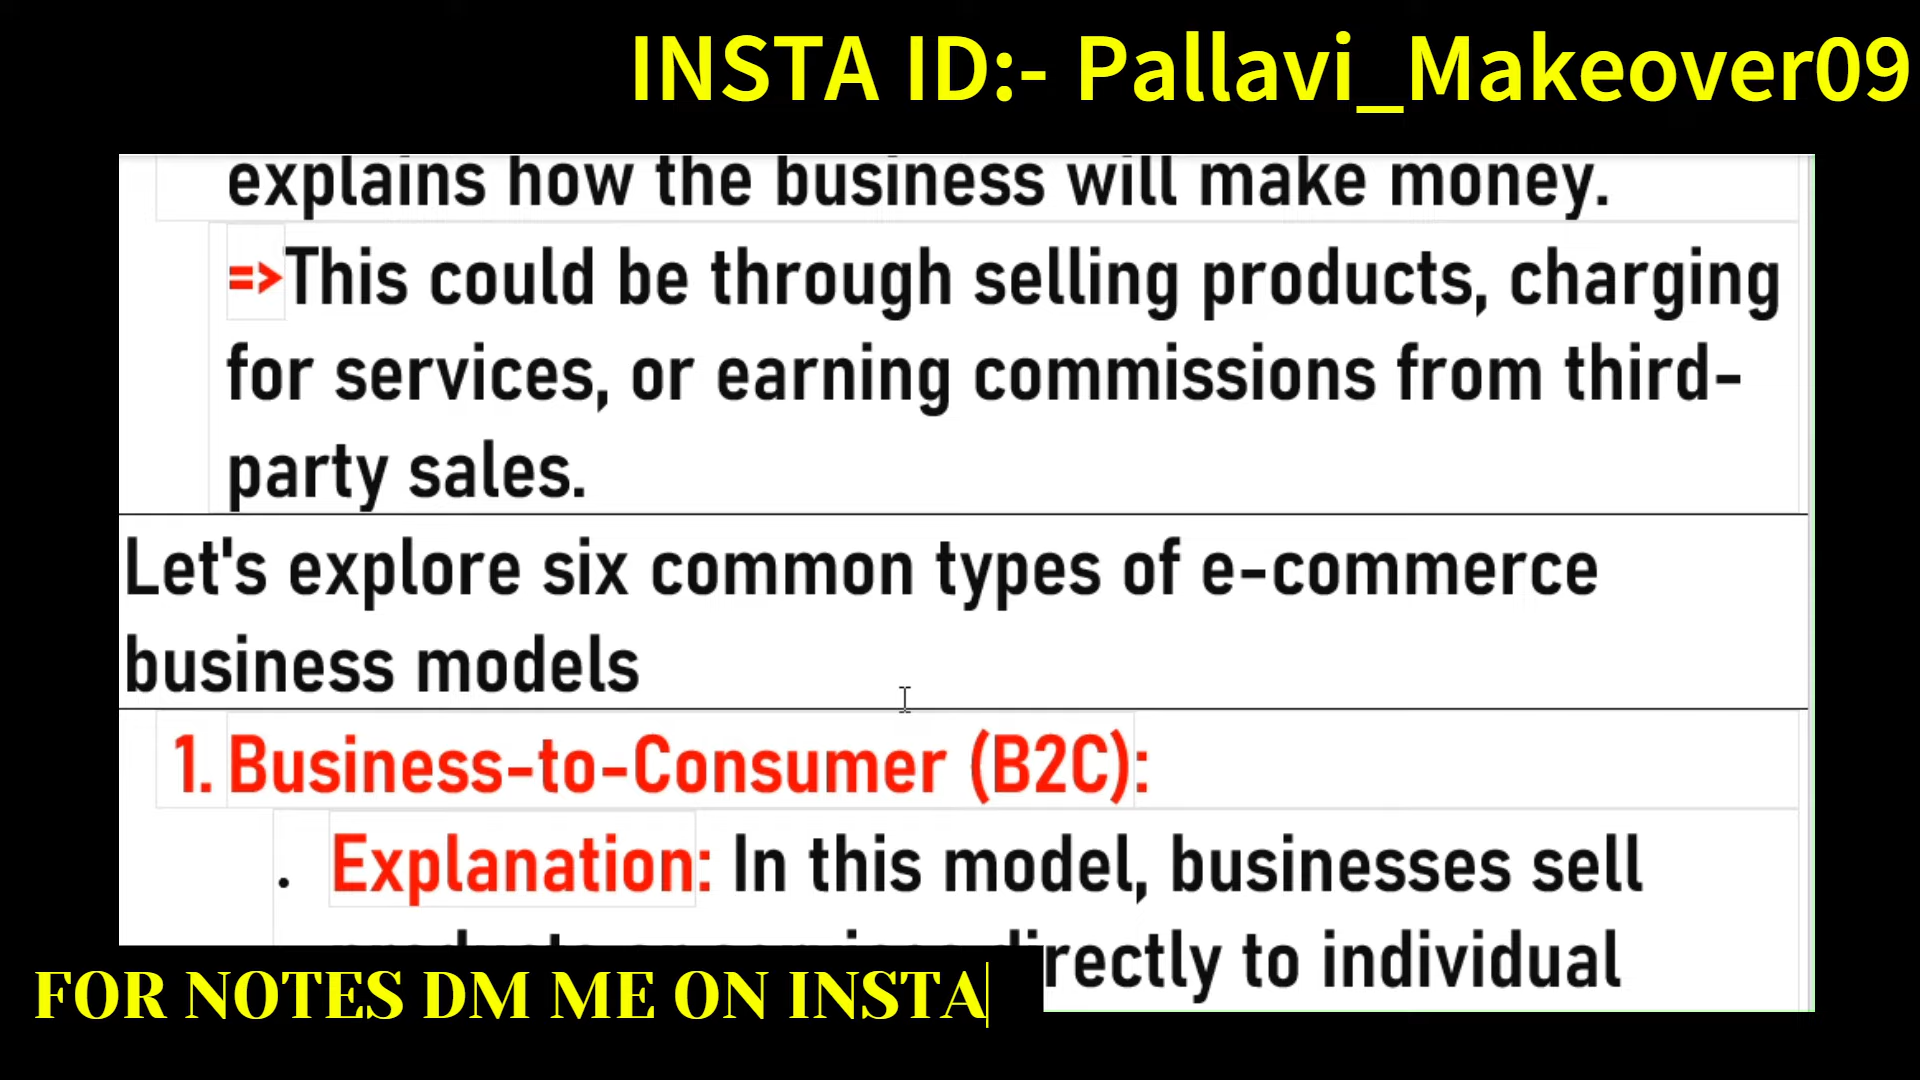 INSTA ID:- Pallavi_Makeover09
explains how the business will make money.
=>This could be through selling products, charging
for services, or earning commissions from third-
party sales.
Let's explore six common types of e-commerce
business models
1. Business-to-Consumer (B2C):
. Explanation: In this model, businesses sell
directly to individual
FOR NOTES DM ME ON INSTA